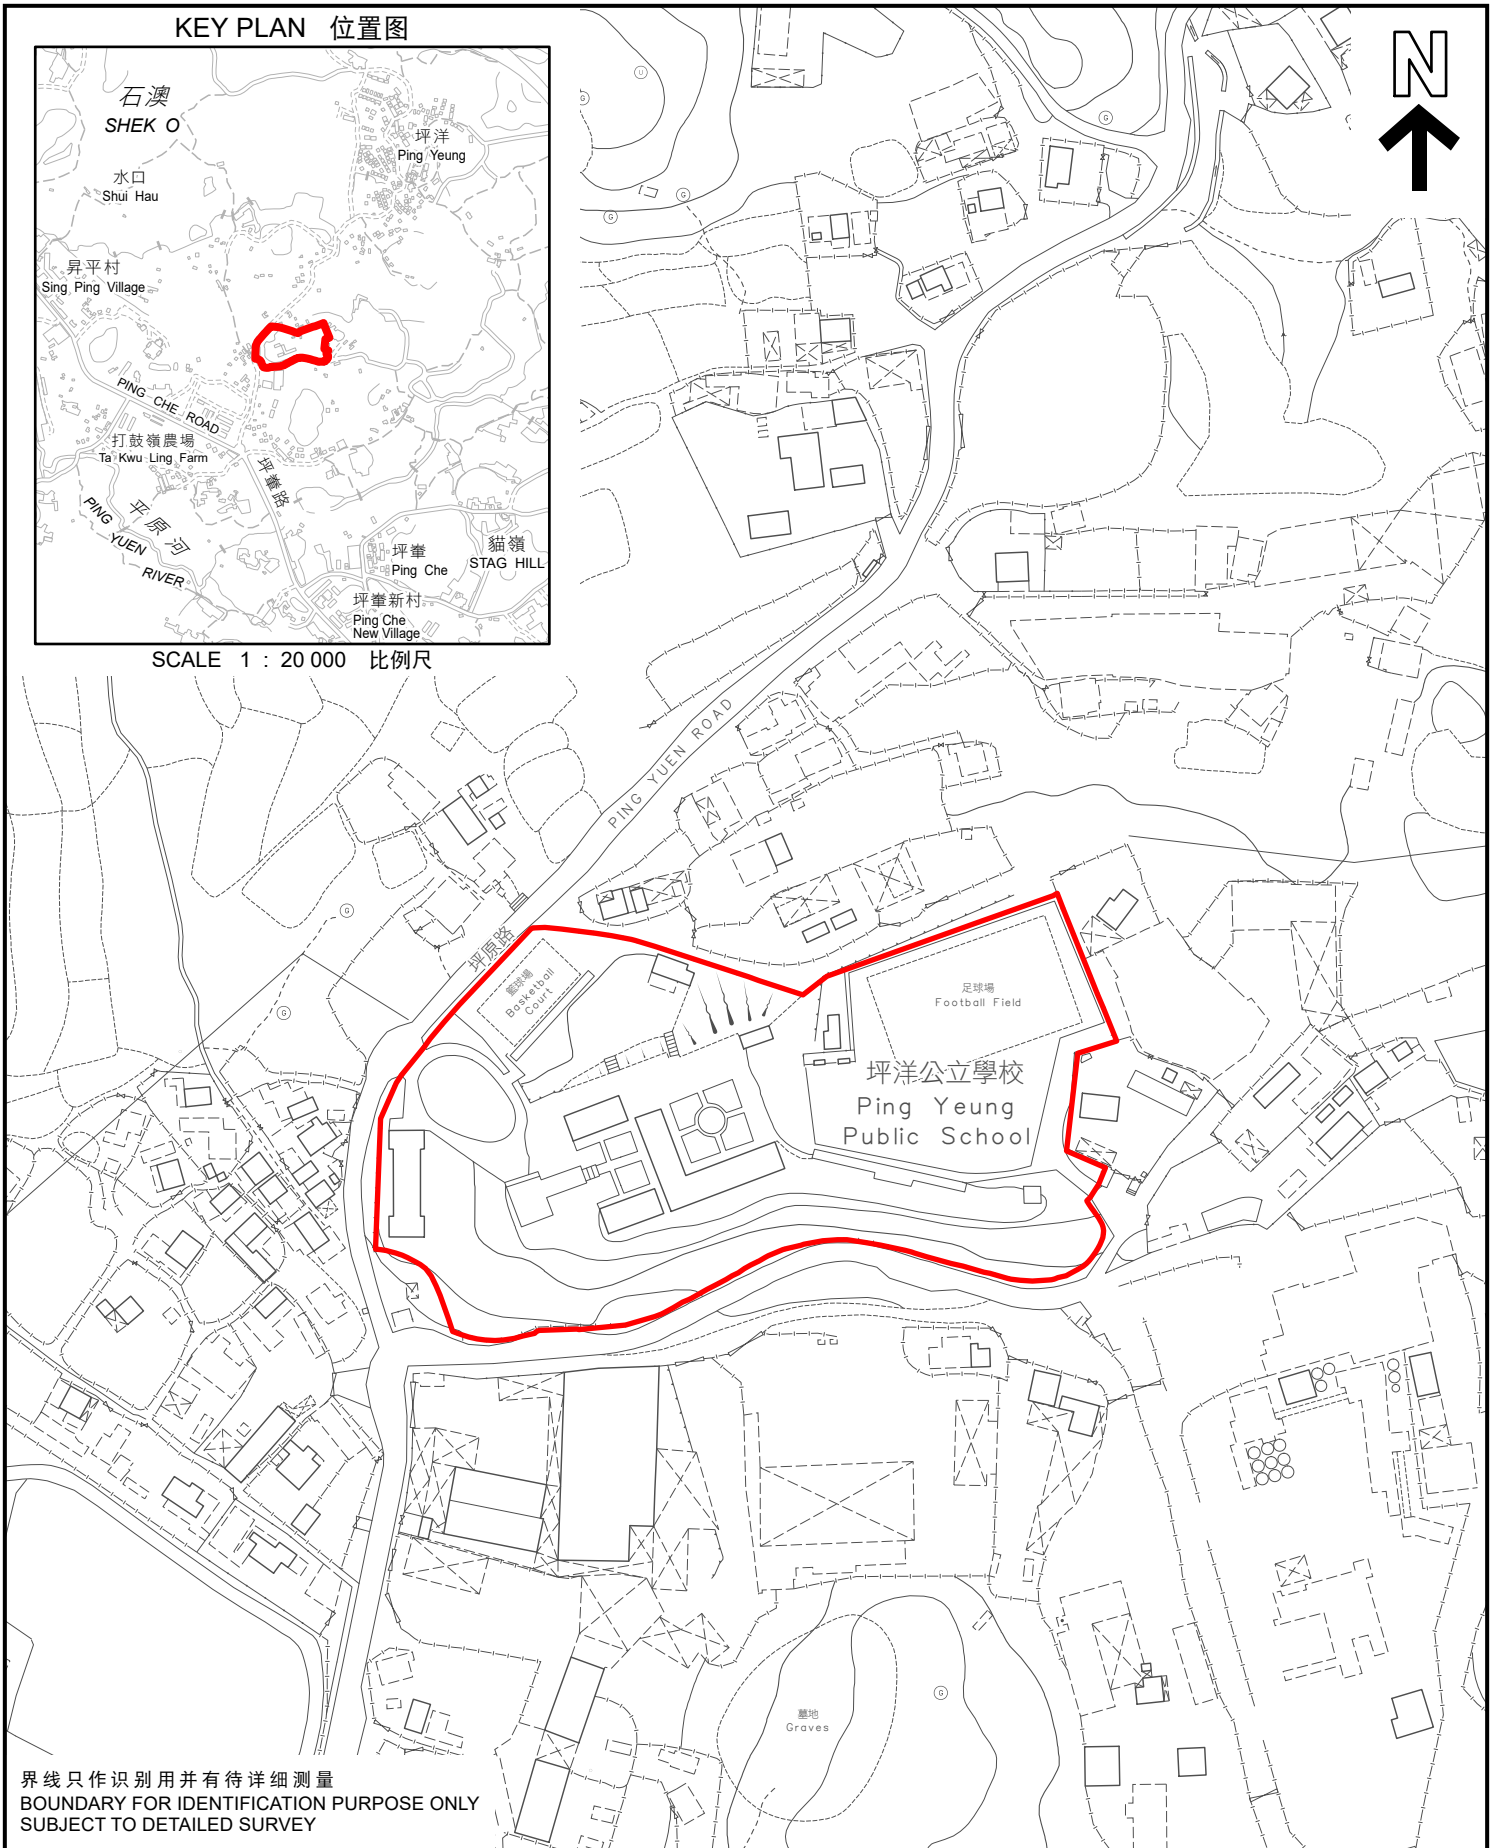 KEY PLAN 位置图
N
石澳
SHEK O
坪洋
Ping Yeung
水口
Shui Hau
昇平村
Sing Ping Village
PING CHE ROAD
打鼓嶺農場
Ta Kwu Ling Farm
坪輋路
平原河
PING YUEN RIVER
坪輋
Ping Che
貓嶺
STAG HILL
坪輋新村
Ping Che
New Village
SCALE 1 : 20 000 比例尺
U
G
G
G
G
PING YUEN ROAD
坪原路
G
G
籃球場
Basketball
Court
足球場
Football Field
坪洋公立學校
Ping Yeung
Public School
G
墓地
Graves
界线只作识别用并有待详细测量
BOUNDARY FOR IDENTIFICATION PURPOSE ONLY
SUBJECT TO DETAILED SURVEY